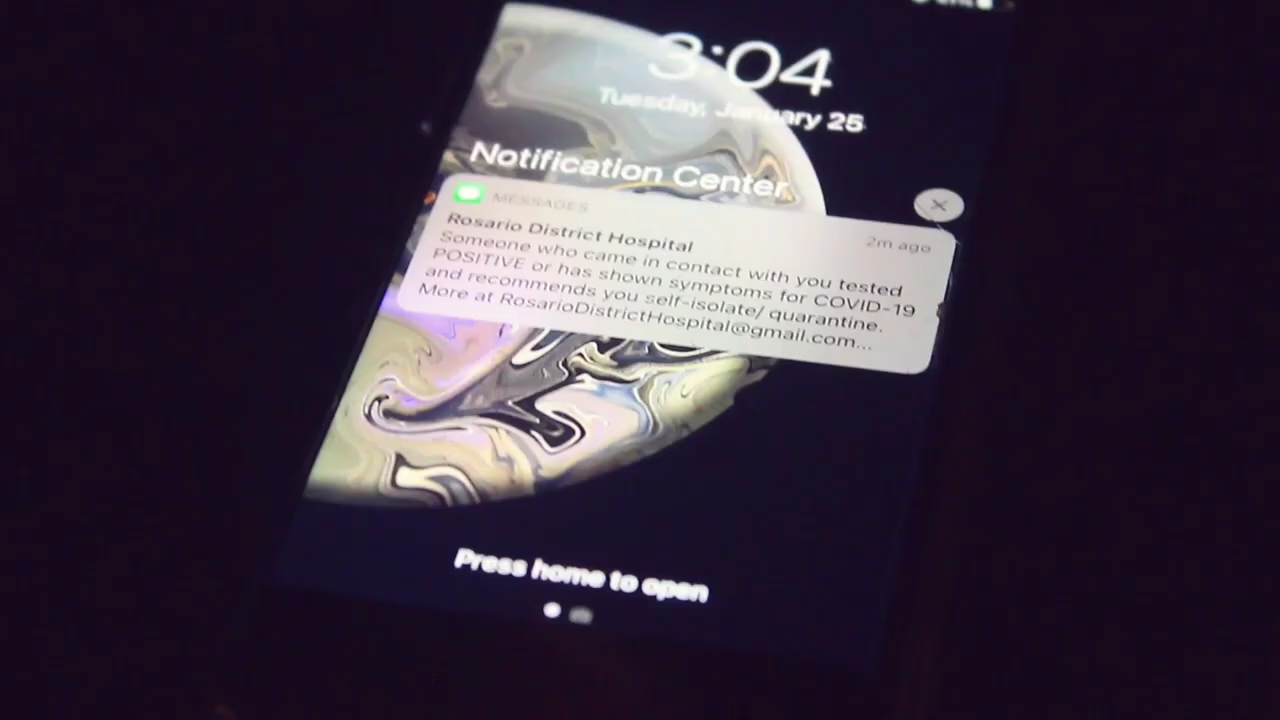 3:04
Tuesday, January 25
Notification Center
MESSAGES
2m ago
Rosario District Hospital
Someone who came in contact with you tested
POSITIVE or has shown symptoms for COVID-19
and recommends you self-isolate/ quarantine.
More at RosarioDistrictHospital@gmail.com...
Press home to open